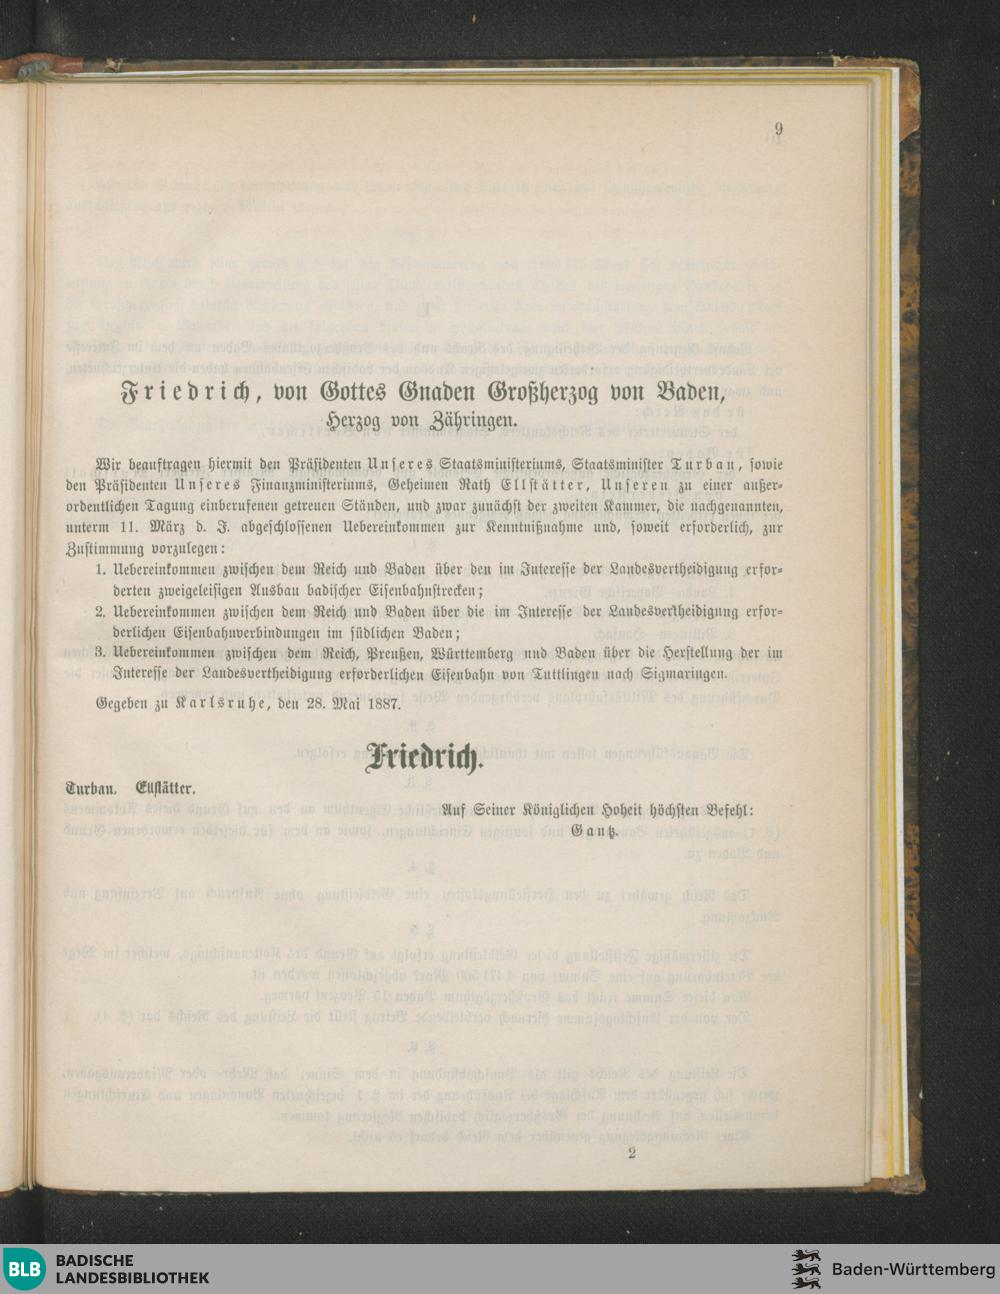 9
Friedrich, von Gottes Gnaden Großherzog von Baden,
Herzog von Zähringen.
Wir beauftragen hiermit den Präsidenten Unseres Staatsministeriums, Staatsminister Turban, sowie
den Präsidenten Unseres Finanzministeriums, Geheimen Rath Ellstätter, Unseren zu einer außer-
ordentlichen Tagung einberufenen getreuen Ständen, und zwar zunächst der zweiten Kammer, die nachgenannten,
unterm 11. März d. J. abgeschlossenen Uebereinkommen zur Kenntnißnahme und, soweit erforderlich, zur
Zustimmung vorzulegen:
1. Uebereinkommen zwischen dem Reich und Baden über den im Interesse der Landesvertheidigung erfor-
derten zweigeleisigen Ausbau badischer Eisenbahnstrecken;
2. Uebereinkommen zwischen dem Reich und Baden über die im Interesse der Landesvertheidigung erfor-
derlichen Eisenbahnverbindungen im südlichen Baden;
3. Uebereinkommen zwischen dem Reich, Preußen, Württemberg und Baden über die Herstellung der im
Interesse der Landesvertheidigung erforderlichen Eisenbahn von Tuttlingen nach Sigmaringen.
Gegeben zu Karlsruhe, den 28. Mai 1887.
Friedrich.
Turban. Ellstätter.
Auf Seiner Königlichen Hoheit höchsten Befehl:
Gantz.
2
BLB BADISCHE
LANDESBIBLIOTHEK
Baden-Württemberg